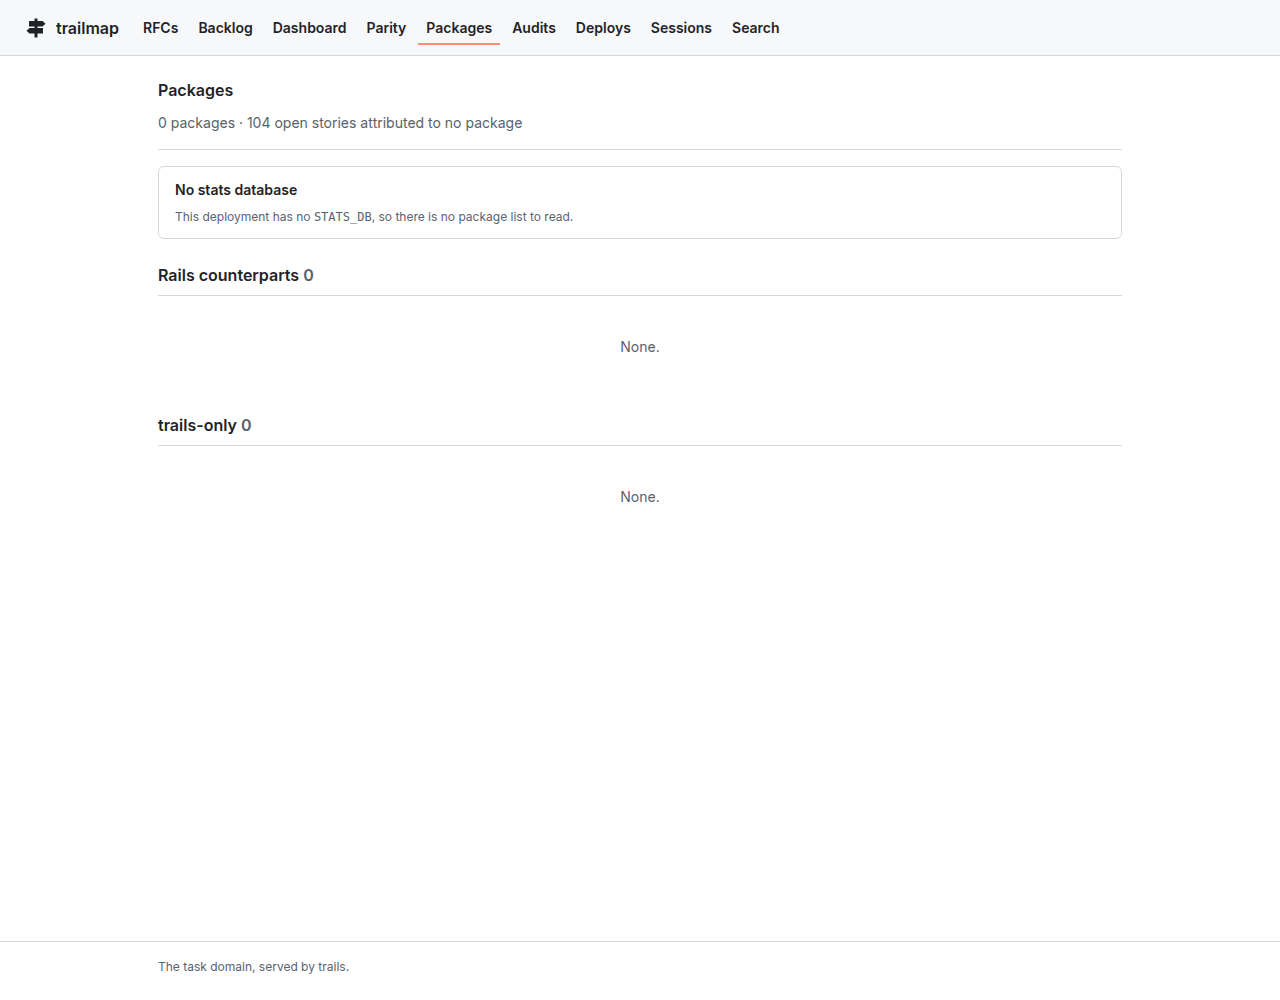 trailmap RFCs Backlog Dashboard Parity Packages Audits Deploys Sessions Search
Packages
0 packages · 104 open stories attributed to no package
No stats database
This deployment has no STATS_DB, so there is no package list to read.
Rails counterparts 0
None.
trails-only 0
None.
The task domain, served by trails.